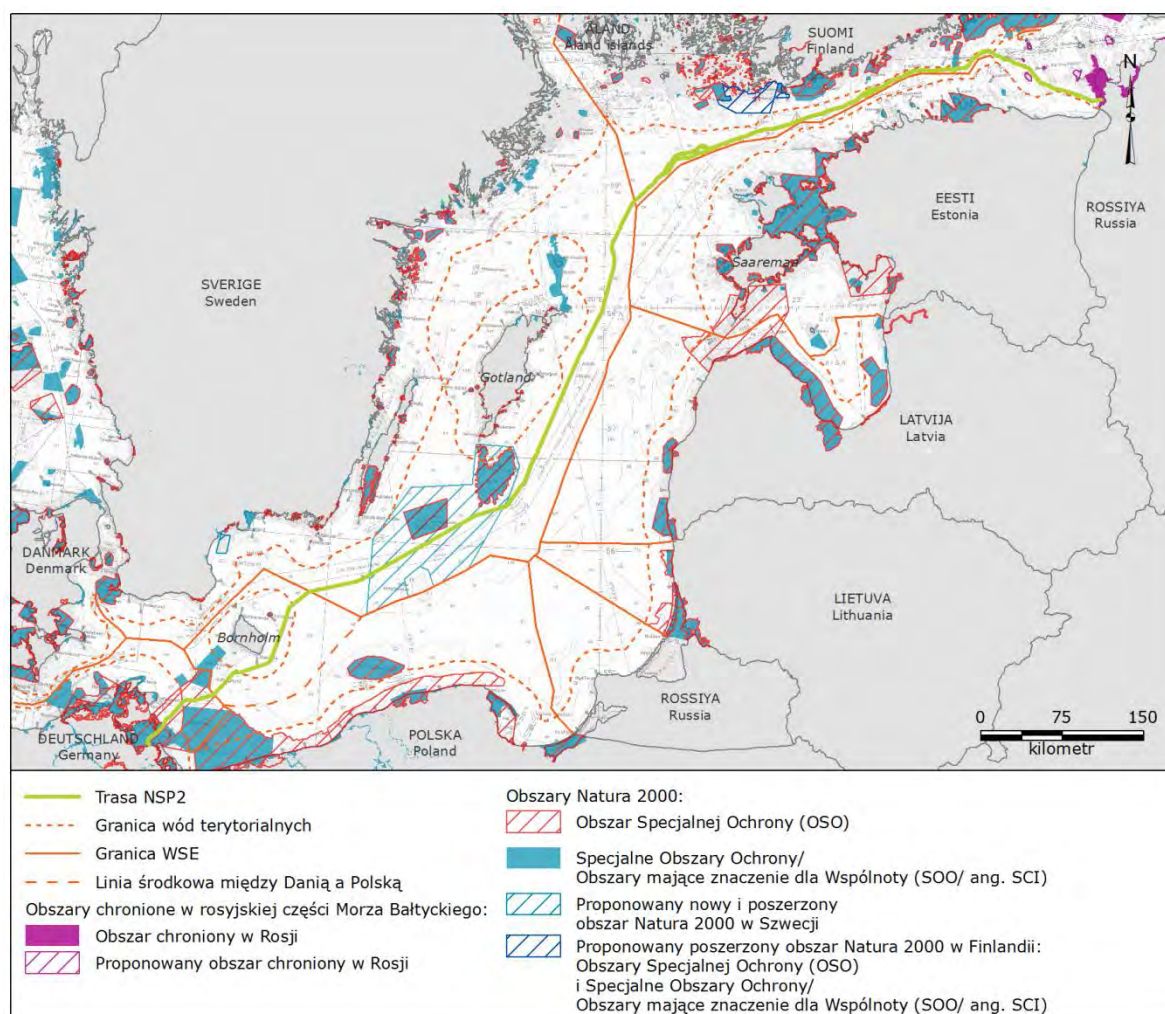 ÅLAND
Åland islands
SUOMI
Finland
N
EESTI
Estonia
ROSSIYA
Russia
SVERIGE
Sweden
Saaremaa
Gotland
LATVIJA
Latvia
DANMARK
Denmark
LIETUVA
Lithuania
Bornholm
ROSSIYA
Russia
POLSKA
Poland
DEUTSCHLAND
Germany
0 75 150
kilometr
Trasa NSP2
Granica wód terytorialnych
Granica WSE
Linia środkowa między Danią a Polską
Obszary chronione w rosyjskiej części Morza Bałtyckiego:
Obszar chroniony w Rosji
Proponowany obszar chroniony w Rosji
Obszary Natura 2000:
Obszar Specjalnej Ochrony (OSO)
Specjalne Obszary Ochrony/
Obszary mające znaczenie dla Wspólnoty (SOO/ ang. SCI)
Proponowany nowy i poszerzony
obszar Natura 2000 w Szwecji
Proponowany poszerzony obszar Natura 2000 w Finlandii:
Obszary Specjalnej Ochrony (OSO)
i Specjalne Obszary Ochrony/
Obszary mające znaczenie dla Wspólnoty (SOO/ ang. SCI)